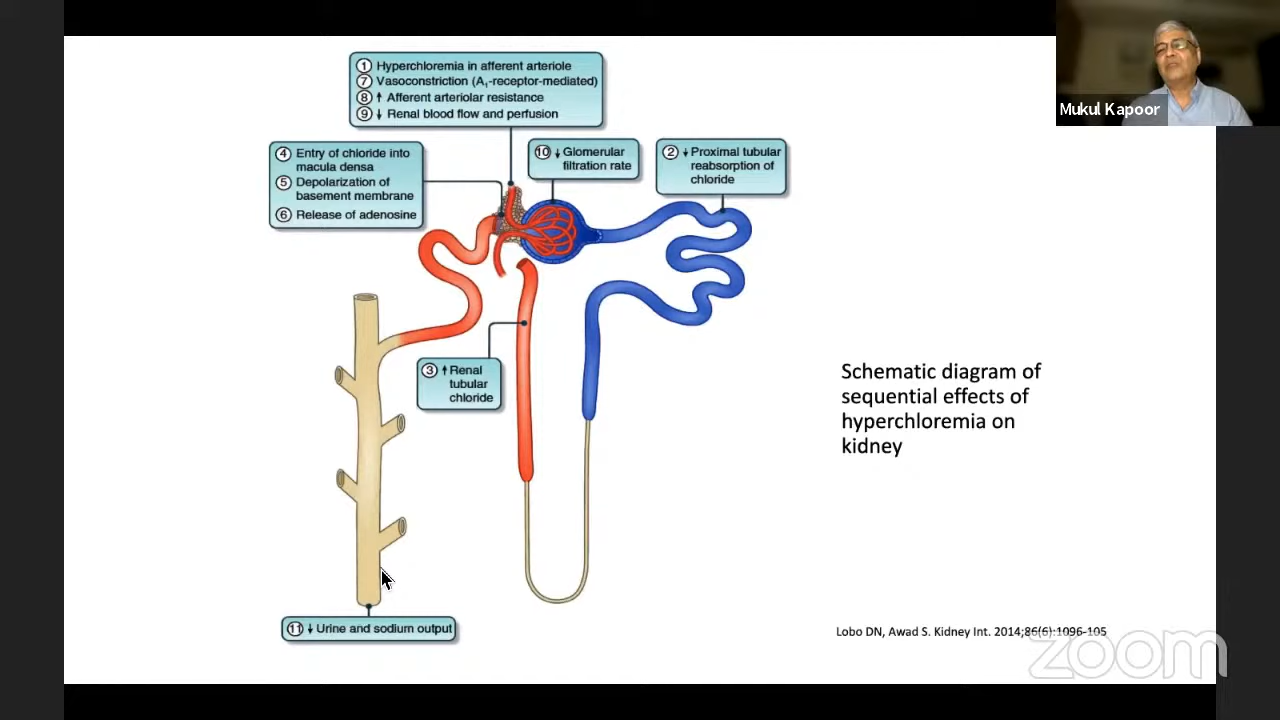 ① Hyperchloremia in afferent arteriole
⑦ Vasoconstriction (A₁-receptor-mediated)
⑧ ↑ Afferent arteriolar resistance
⑨ ↓ Renal blood flow and perfusion
Mukul Kapoor
④ Entry of chloride into
macula densa
⑤ Depolarization of
basement membrane
⑥ Release of adenosine
⑩ ↓ Glomerular
filtration rate
② ↓ Proximal tubular
reabsorption of
chloride
③ ↑ Renal
tubular
chloride
Schematic diagram of
sequential effects of
hyperchloremia on
kidney
⑪ ↓ Urine and sodium output
Lobo DN, Awad S. Kidney Int. 2014;86(6):1096-105
zoom